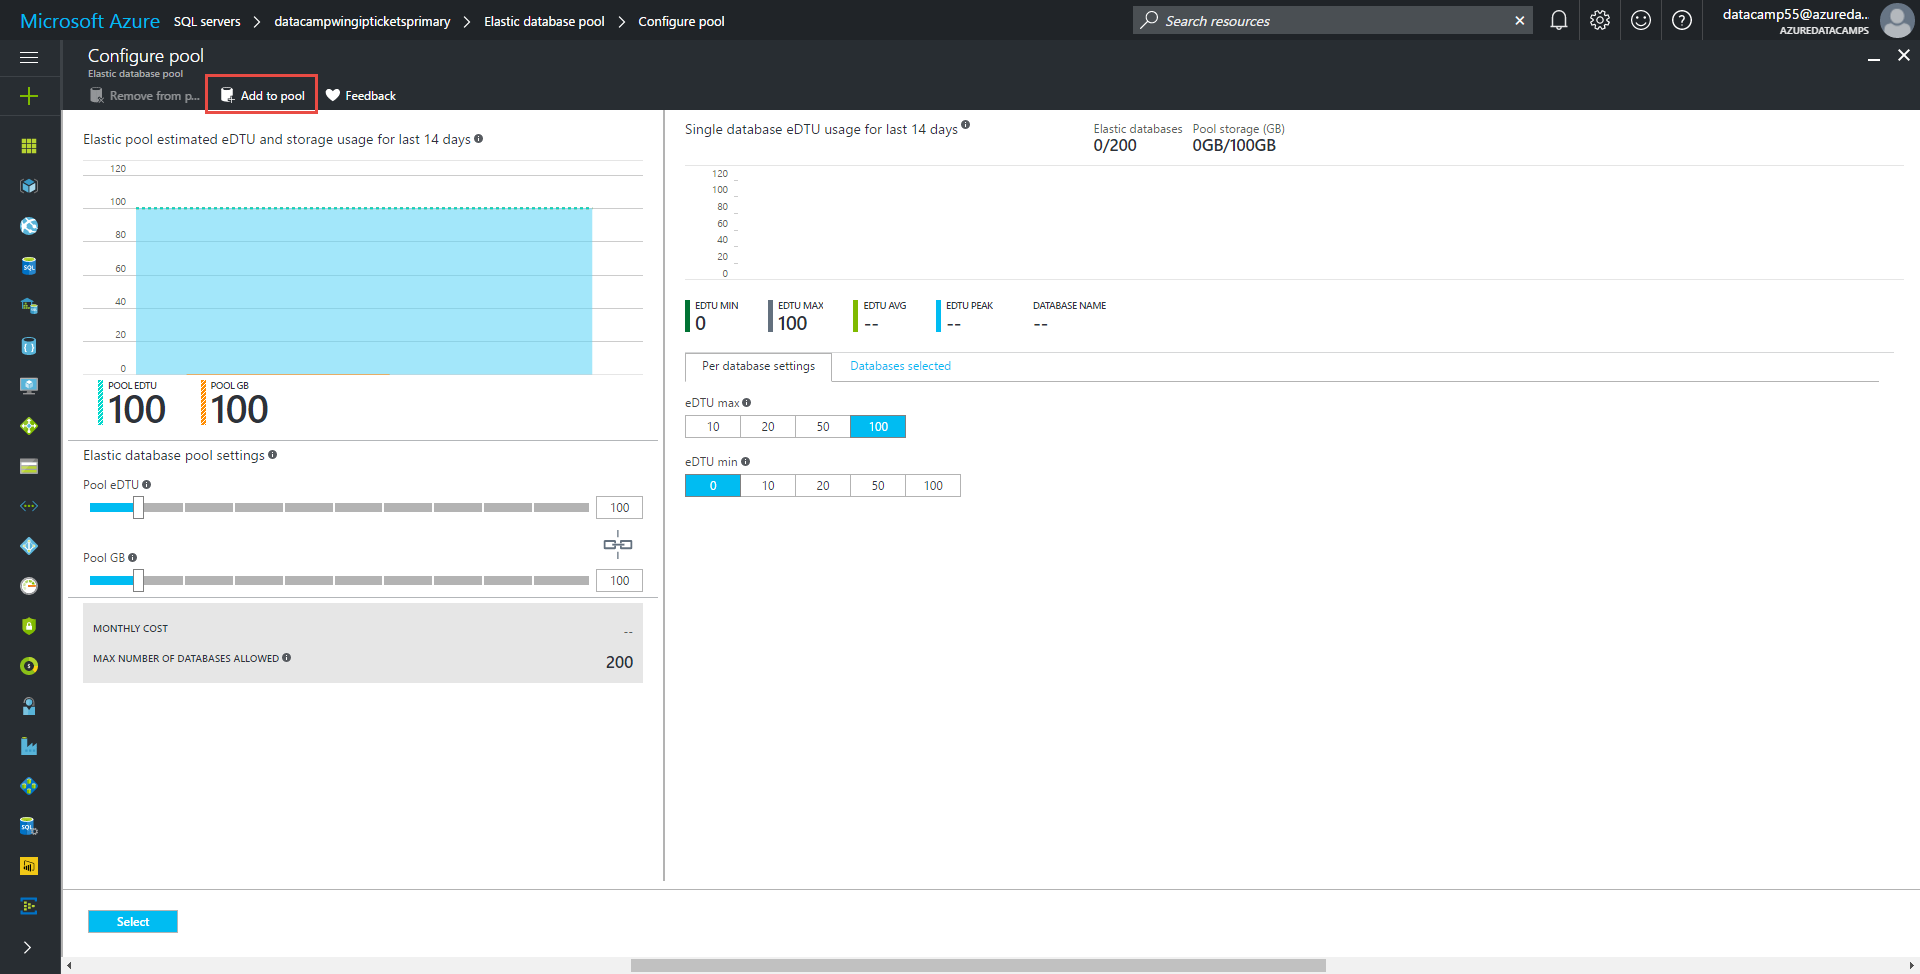 Microsoft Azure SQL servers > datacampwingipticketsprimary > Elastic database pool > Configure pool
Search resources
datacamp55@azureda...
AZUREDATACAMPS
Configure pool
Elastic database pool
Remove from p... Add to pool Feedback
Elastic pool estimated eDTU and storage usage for last 14 days
120
100
80
60
40
20
0
POOL EDTU
100
POOL GB
100
Elastic database pool settings
Pool eDTU
100
Pool GB
100
MONTHLY COST --
MAX NUMBER OF DATABASES ALLOWED 200
Select
Single database eDTU usage for last 14 days
Elastic databases
0/200
Pool storage (GB)
0GB/100GB
120
100
80
60
40
20
0
EDTU MIN
0
EDTU MAX
100
EDTU AVG
--
EDTU PEAK
--
DATABASE NAME
--
Per database settings Databases selected
eDTU max
10 20 50 100
eDTU min
0 10 20 50 100